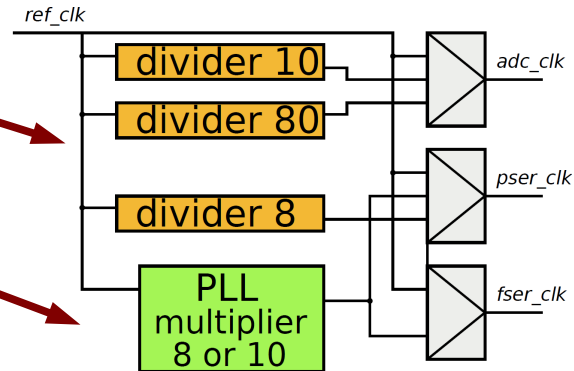 ref_clk
divider 10
adc_clk
divider 80
pser_clk
divider 8
PLL
multiplier
8 or 10
fser_clk